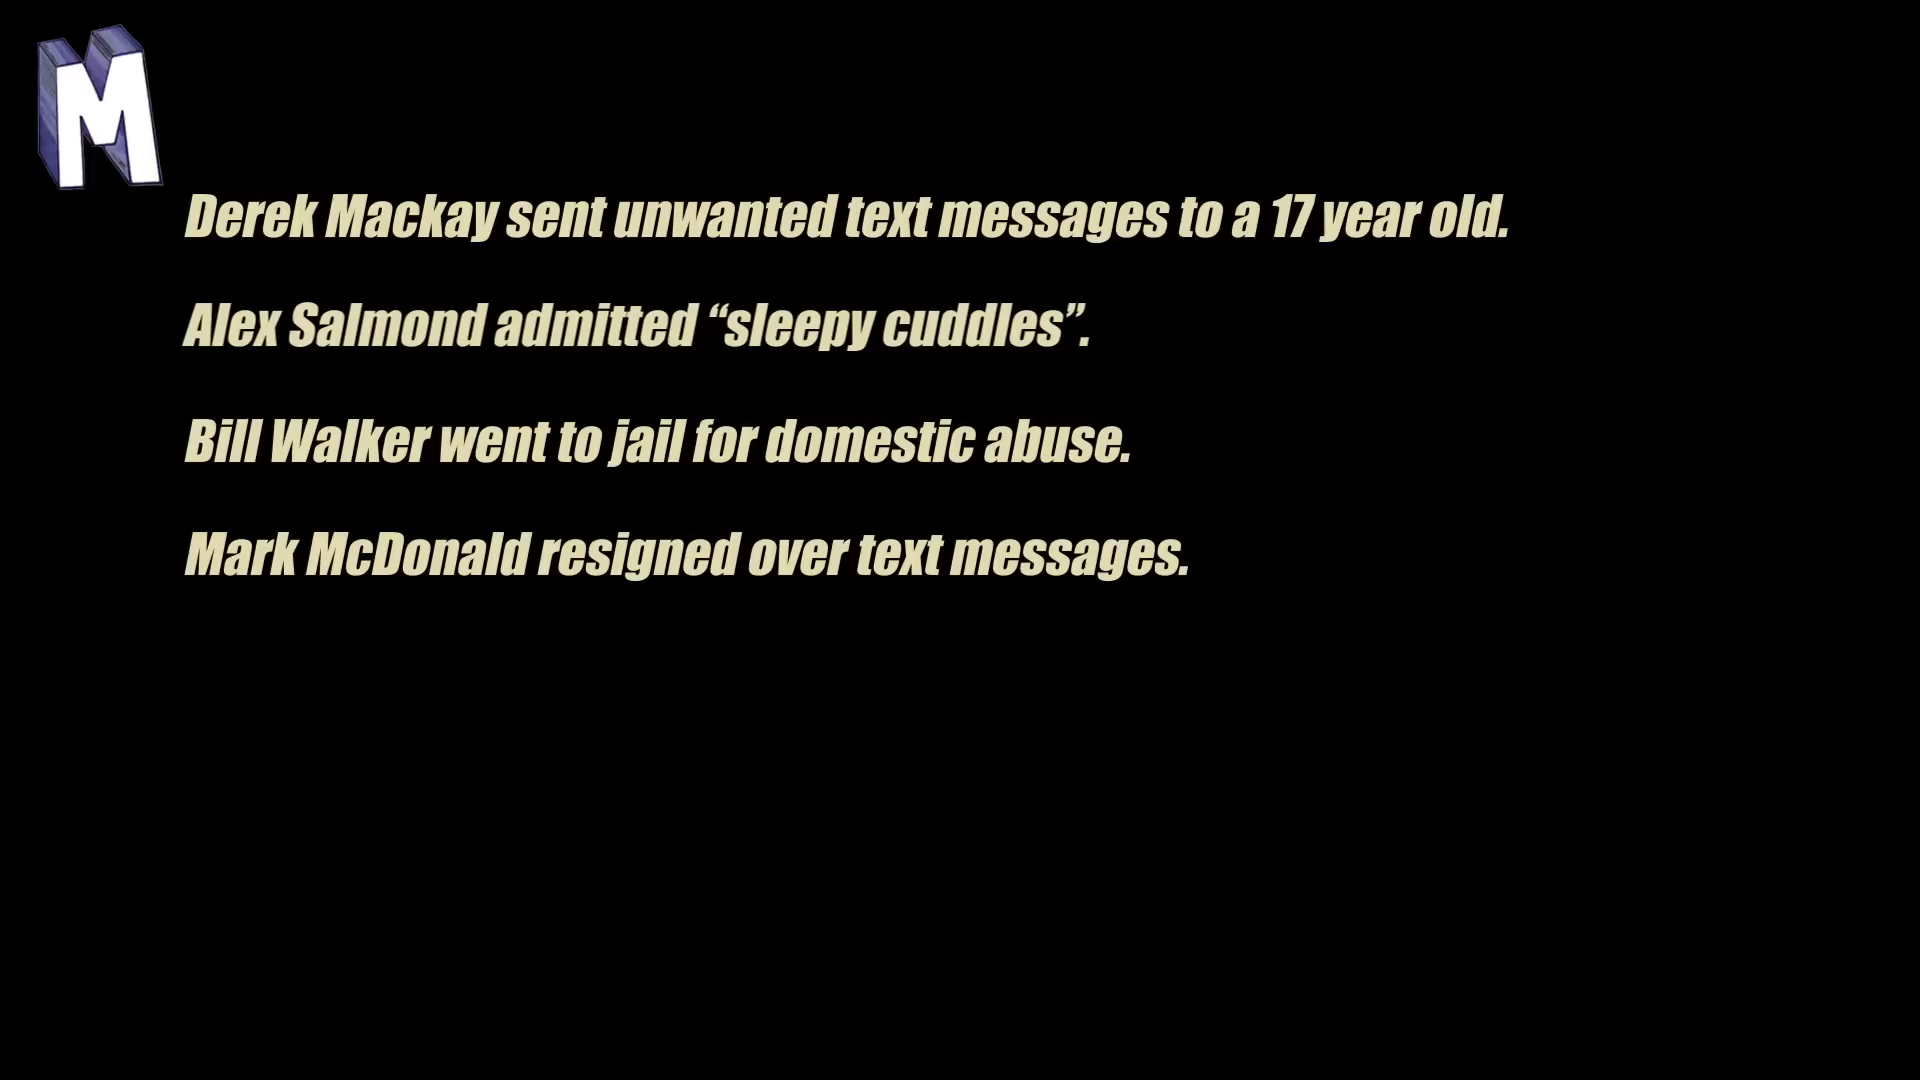 M
Derek Mackay sent unwanted text messages to a 17 year old.
Alex Salmond admitted “sleepy cuddles”.
Bill Walker went to jail for domestic abuse.
Mark McDonald resigned over text messages.